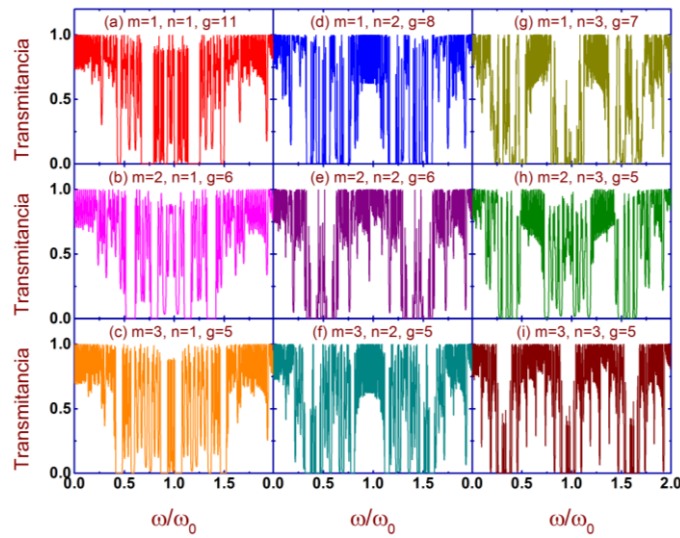 (a) m=1, n=1, g=11
(d) m=1, n=2, g=8
(g) m=1, n=3, g=7
Transmitancia
1.0
0.5
0.0
(b) m=2, n=1, g=6
(e) m=2, n=2, g=6
(h) m=2, n=3, g=5
Transmitancia
1.0
0.5
0.0
(c) m=3, n=1, g=5
(f) m=3, n=2, g=5
(i) m=3, n=3, g=5
Transmitancia
1.0
0.5
0.0
0.0 0.5 1.0 1.5 0.0 0.5 1.0 1.5 0.0 0.5 1.0 1.5 2.0
ω/ω₀ ω/ω₀ ω/ω₀